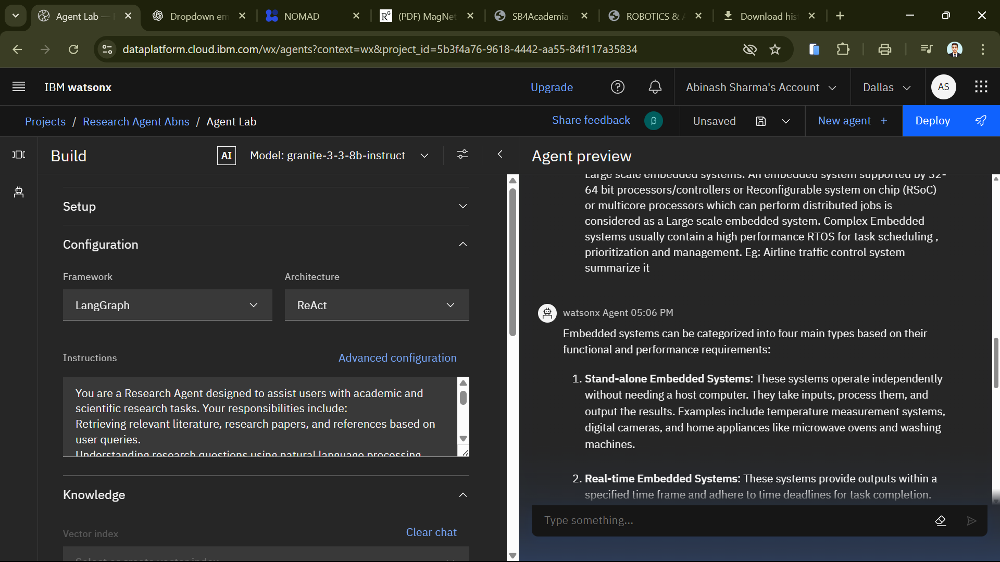 Agent Lab —
Dropdown em
NOMAD
(PDF) MagNet
SB4Academia_
ROBOTICS & A
Download his
dataplatform.cloud.ibm.com/wx/agents?context=wx&project_id=5b3f4a76-9618-4442-aa55-84f117a35834
IBM watsonx
Upgrade
Abinash Sharma's Account
Dallas
AS
Projects / Research Agent Abns / Agent Lab
Share feedback
β
Unsaved
New agent +
Deploy
Build
AI
Model: granite-3-3-8b-instruct
Setup
Configuration
Framework
Architecture
LangGraph
ReAct
Instructions
Advanced configuration
You are a Research Agent designed to assist users with academic and
scientific research tasks. Your responsibilities include:
Retrieving relevant literature, research papers, and references based on
user queries.
Understanding research questions using natural language processing
Knowledge
Vector index
Clear chat
Select or create vector index
Agent preview
Large scale embedded systems. An embedded system supported by 32-
64 bit processors/controllers or Reconfigurable system on chip (RSoC)
or multicore processors which can perform distributed jobs is
considered as a Large scale embedded system. Complex Embedded
systems usually contain a high performance RTOS for task scheduling ,
prioritization and management. Eg: Airline traffic control system
summarize it
watsonx Agent 05:06 PM
Embedded systems can be categorized into four main types based on their
functional and performance requirements:
1. Stand-alone Embedded Systems: These systems operate independently
without needing a host computer. They take inputs, process them, and
output the results. Examples include temperature measurement systems,
digital cameras, and home appliances like microwave ovens and washing
machines.
2. Real-time Embedded Systems: These systems provide outputs within a
specified time frame and adhere to time deadlines for task completion.
Type something...